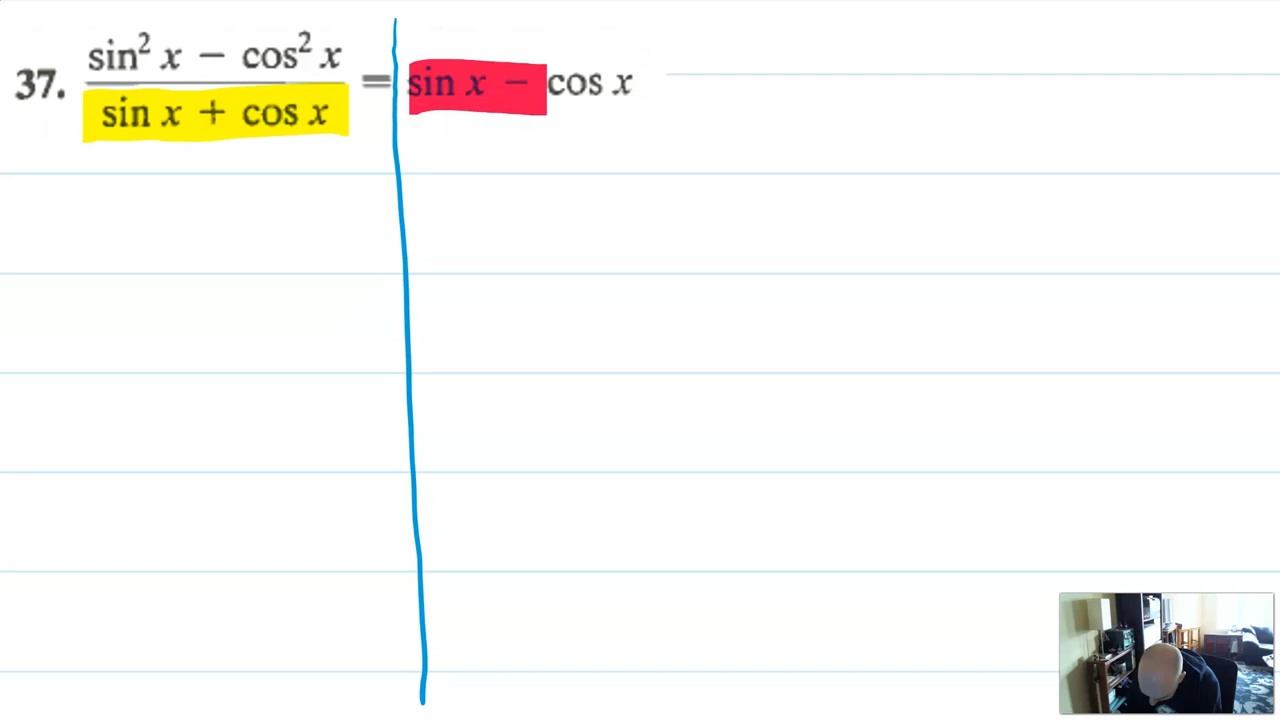 37. sin² x − cos² x / sin x + cos x = sin x − cos x